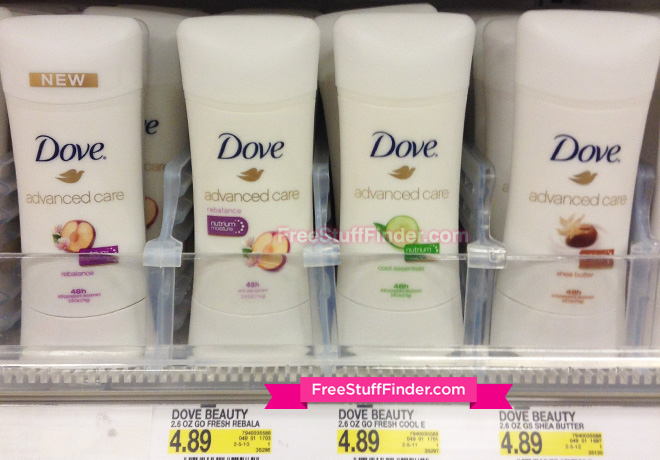 NEW
Dove
advanced care
rebalance
48h
Dove
advanced care
rebalance
nutrium
moisture
48h
Dove
advanced care
nutrium
cool essentials
48h
Dove
advanced care
shea butter
48h
FreeStuffFinder.com
FreeStuffFinder.com
DOVE BEAUTY
2.6 OZ GO FRESH REBALA
4.89
DOVE BEAUTY
2.6 OZ GO FRESH COOL E
4.89
DOVE BEAUTY
2.6 OZ GS SHEA BUTTER
4.89